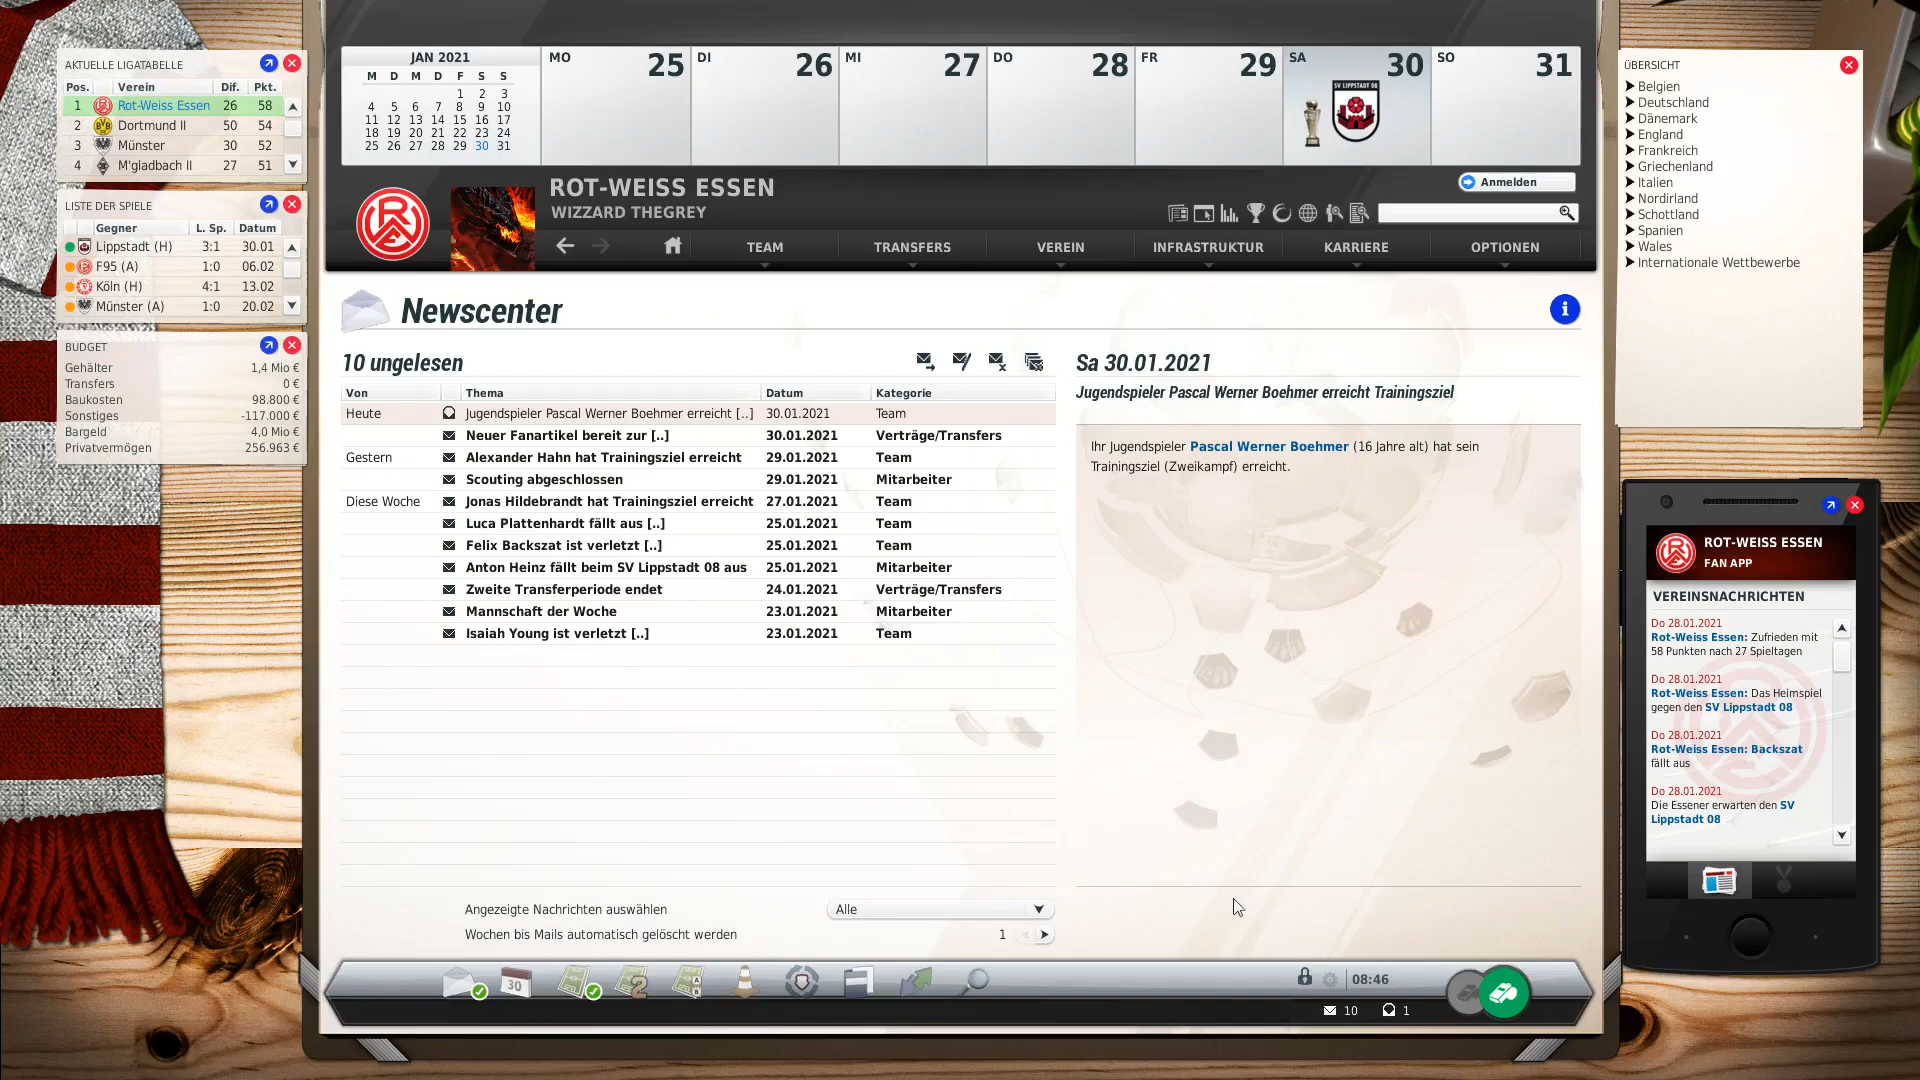 AKTUELLE LIGATABELLE
Pos. Verein Dif. Pkt.
1 Rot-Weiss Essen 26 58
2 Dortmund II 50 54
3 Münster 30 52
4 M'gladbach II 27 51
LISTE DER SPIELE
Gegner L. Sp. Datum
Lippstadt (H) 3:1 30.01
F95 (A) 1:0 06.02
Köln (H) 4:1 13.02
Münster (A) 1:0 20.02
BUDGET
Gehälter 1,4 Mio €
Transfers 0 €
Baukosten 98.800 €
Sonstiges -117.000 €
Bargeld 4,0 Mio €
Privatvermögen 256.963 €
JAN 2021
M D M D F S S
1 2 3
4 5 6 7 8 9 10
11 12 13 14 15 16 17
18 19 20 21 22 23 24
25 26 27 28 29 30 31
MO 25 DI 26 MI 27 DO 28 FR 29 SA 30 SO 31
SV LIPPSTADT 08
ROT-WEISS ESSEN
WIZZARD THEGREY
Anmelden
TEAM TRANSFERS VEREIN INFRASTRUKTUR KARRIERE OPTIONEN
Newscenter
10 ungelesen
Von Thema Datum Kategorie
Heute Jugendspieler Pascal Werner Boehmer erreicht [..] 30.01.2021 Team
Neuer Fanartikel bereit zur [..] 30.01.2021 Verträge/Transfers
Gestern Alexander Hahn hat Trainingsziel erreicht 29.01.2021 Team
Scouting abgeschlossen 29.01.2021 Mitarbeiter
Diese Woche Jonas Hildebrandt hat Trainingsziel erreicht 27.01.2021 Team
Luca Plattenhardt fällt aus [..] 25.01.2021 Team
Felix Backszat ist verletzt [..] 25.01.2021 Team
Anton Heinz fällt beim SV Lippstadt 08 aus 25.01.2021 Mitarbeiter
Zweite Transferperiode endet 24.01.2021 Verträge/Transfers
Mannschaft der Woche 23.01.2021 Mitarbeiter
Isaiah Young ist verletzt [..] 23.01.2021 Team
Angezeigte Nachrichten auswählen Alle
Wochen bis Mails automatisch gelöscht werden 1
Sa 30.01.2021
Jugendspieler Pascal Werner Boehmer erreicht Trainingsziel
Ihr Jugendspieler Pascal Werner Boehmer (16 Jahre alt) hat sein
Trainingsziel (Zweikampf) erreicht.
30
2
08:46
10 1
ÜBERSICHT
Belgien
Deutschland
Dänemark
England
Frankreich
Griechenland
Italien
Nordirland
Schottland
Spanien
Wales
Internationale Wettbewerbe
ROT-WEISS ESSEN
FAN APP
VEREINSNACHRICHTEN
Do 28.01.2021
Rot-Weiss Essen: Zufrieden mit
58 Punkten nach 27 Spieltagen
Do 28.01.2021
Rot-Weiss Essen: Das Heimspiel
gegen den SV Lippstadt 08
Do 28.01.2021
Rot-Weiss Essen: Backszat
fällt aus
Do 28.01.2021
Die Essener erwarten den SV
Lippstadt 08